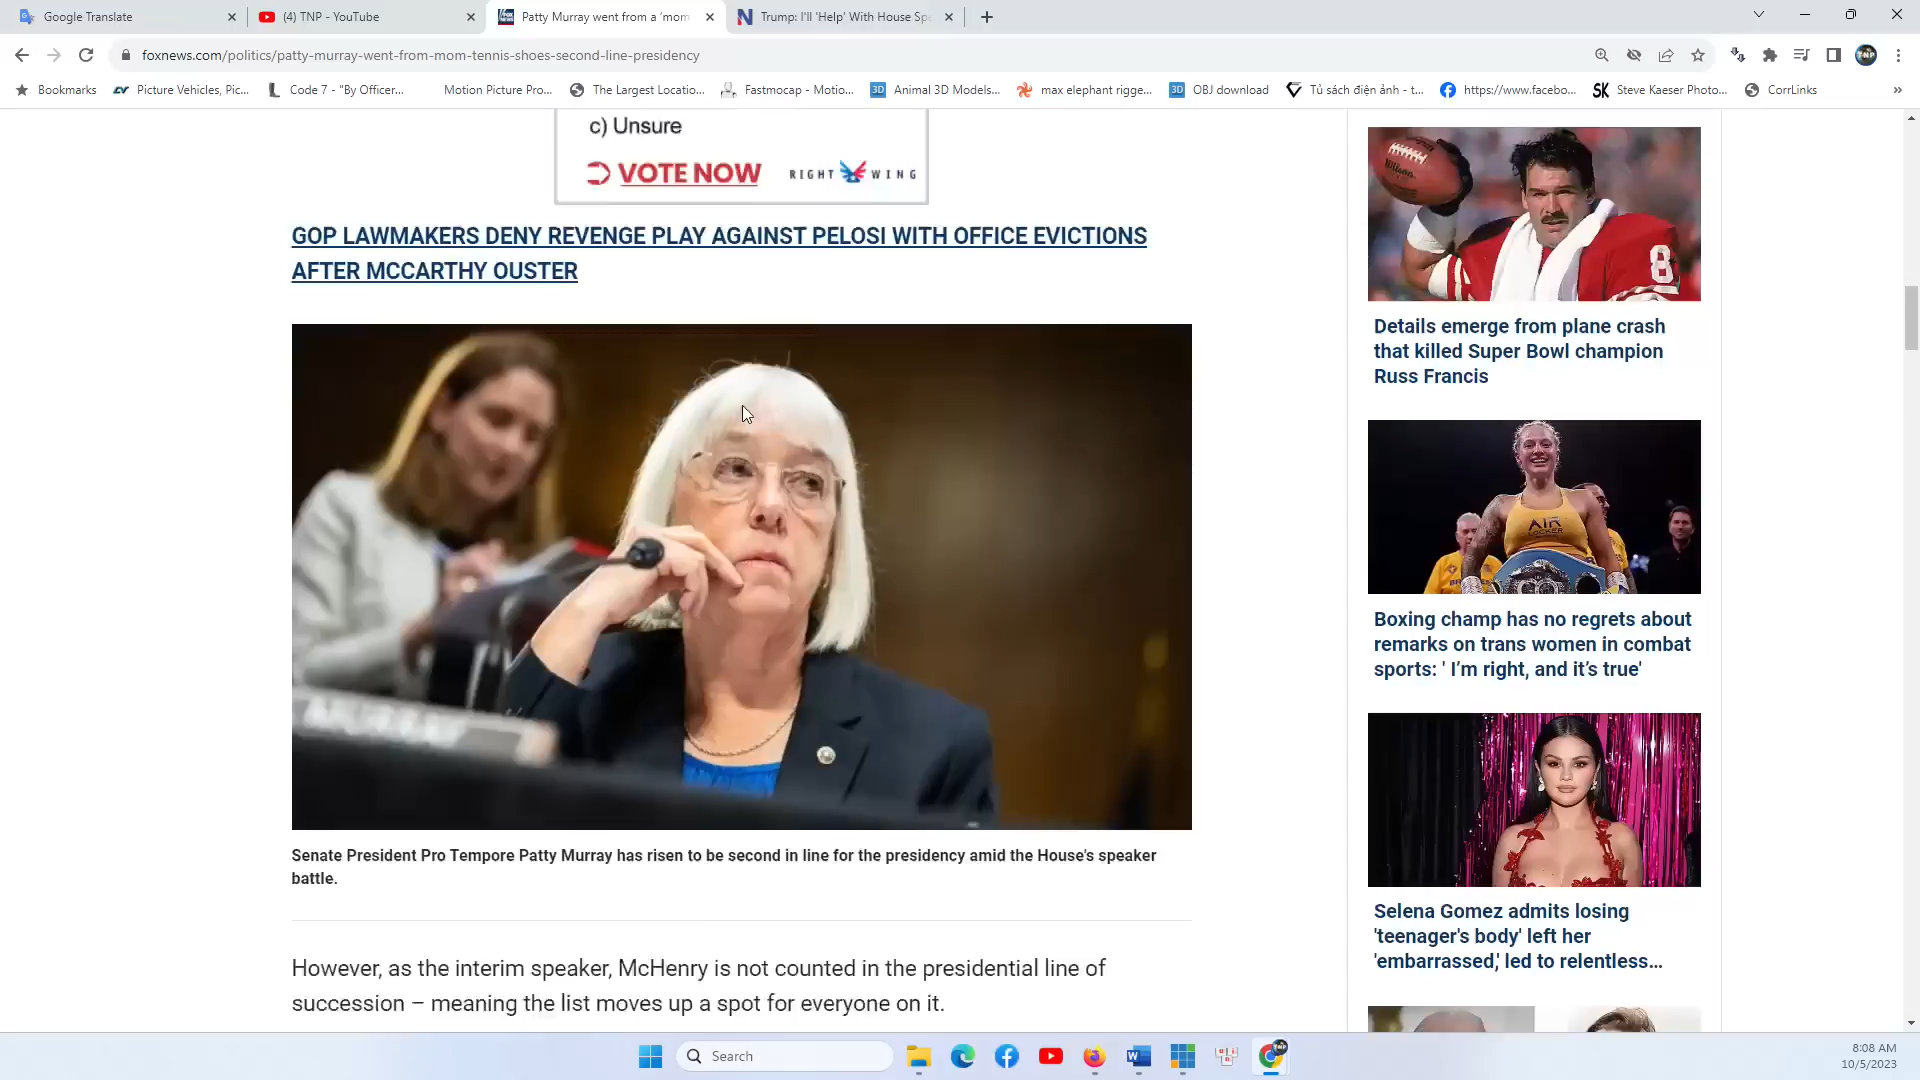 Google Translate
(4) TNP - YouTube
Patty Murray went from a 'mom
Trump: I'll 'Help' With House Sp
foxnews.com/politics/patty-murray-went-from-mom-tennis-shoes-second-line-presidency
Bookmarks
Picture Vehicles, Pic...
Code 7 - "By Officer...
Motion Picture Pro...
The Largest Locatio...
Fastmocap - Motio...
Animal 3D Models...
max elephant rigge...
OBJ download
Tủ sách điện ảnh - t...
https://www.facebo...
Steve Kaeser Photo...
CorrLinks
»
c) Unsure
VOTE NOW
RIGHT WING
GOP LAWMAKERS DENY REVENGE PLAY AGAINST PELOSI WITH OFFICE EVICTIONS
AFTER MCCARTHY OUSTER
MURRAY
Senate President Pro Tempore Patty Murray has risen to be second in line for the presidency amid the House's speaker
battle.
However, as the interim speaker, McHenry is not counted in the presidential line of
succession – meaning the list moves up a spot for everyone on it.
8
Details emerge from plane crash
that killed Super Bowl champion
Russ Francis
AIR
LOCKER
Boxing champ has no regrets about
remarks on trans women in combat
sports: ' I'm right, and it's true'
Selena Gomez admits losing
'teenager's body' left her
'embarrassed,' led to relentless...
Search
8:08 AM
10/5/2023